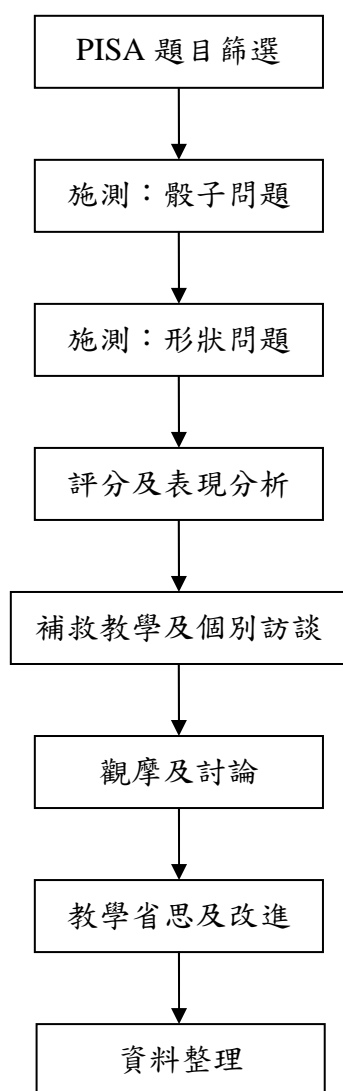 PISA 題目篩選
施測：骰子問題
施測：形狀問題
評分及表現分析
補救教學及個別訪談
觀摩及討論
教學省思及改進
資料整理